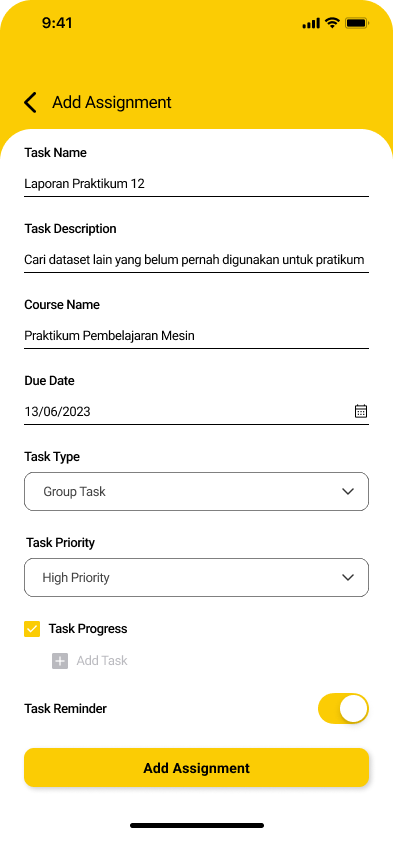 9:41
Add Assignment
Task Name
Laporan Praktikum 12
Task Description
Cari dataset lain yang belum pernah digunakan untuk pratikum
Course Name
Praktikum Pembelajaran Mesin
Due Date
13/06/2023
Task Type
Group Task
Task Priority
High Priority
Task Progress
Add Task
Task Reminder
Add Assignment